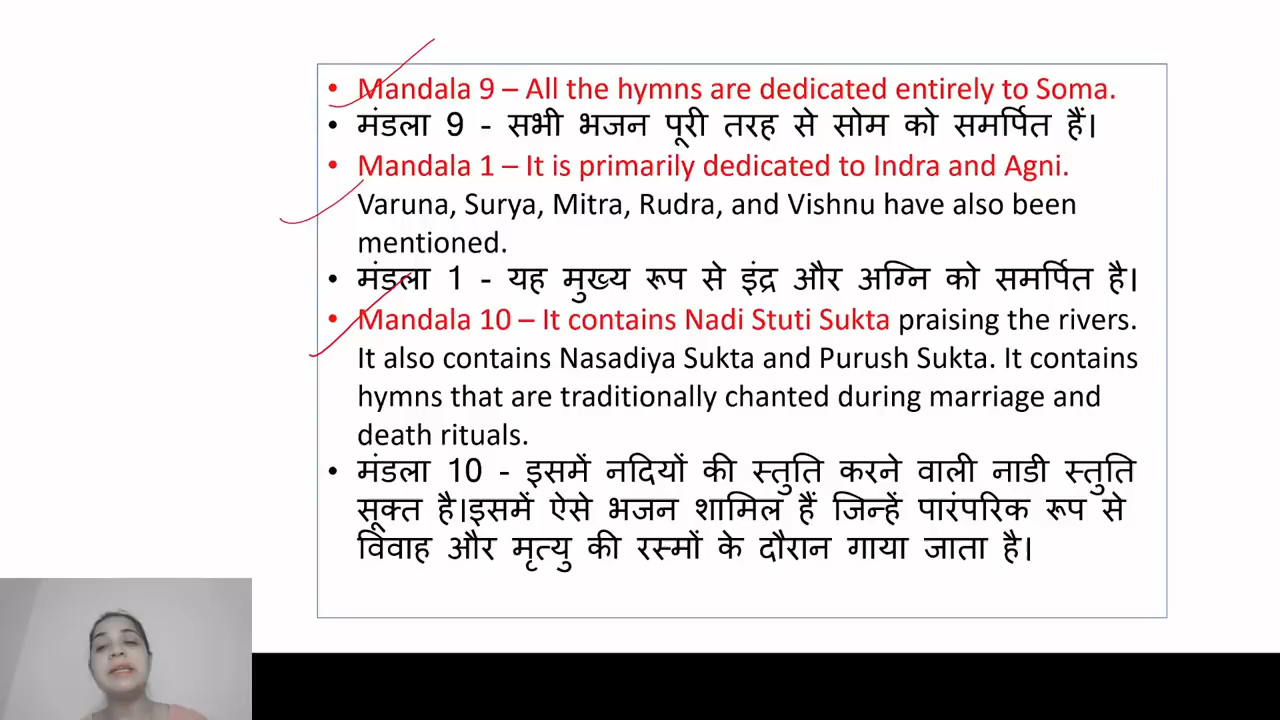 • Mandala 9 – All the hymns are dedicated entirely to Soma.
• मंडला 9 - सभी भजन पूरी तरह से सोम को समर्पित हैं।
• Mandala 1 – It is primarily dedicated to Indra and Agni.
Varuna, Surya, Mitra, Rudra, and Vishnu have also been
mentioned.
• मंडला 1 - यह मुख्य रूप से इंद्र और अग्नि को समर्पित है।
• Mandala 10 – It contains Nadi Stuti Sukta praising the rivers.
It also contains Nasadiya Sukta and Purush Sukta. It contains
hymns that are traditionally chanted during marriage and
death rituals.
• मंडला 10 - इसमें नदियों की स्तुति करने वाली नाडी स्तुति
सूक्त है।इसमें ऐसे भजन शामिल हैं जिन्हें पारंपरिक रूप से
विवाह और मृत्यु की रस्मों के दौरान गाया जाता है।